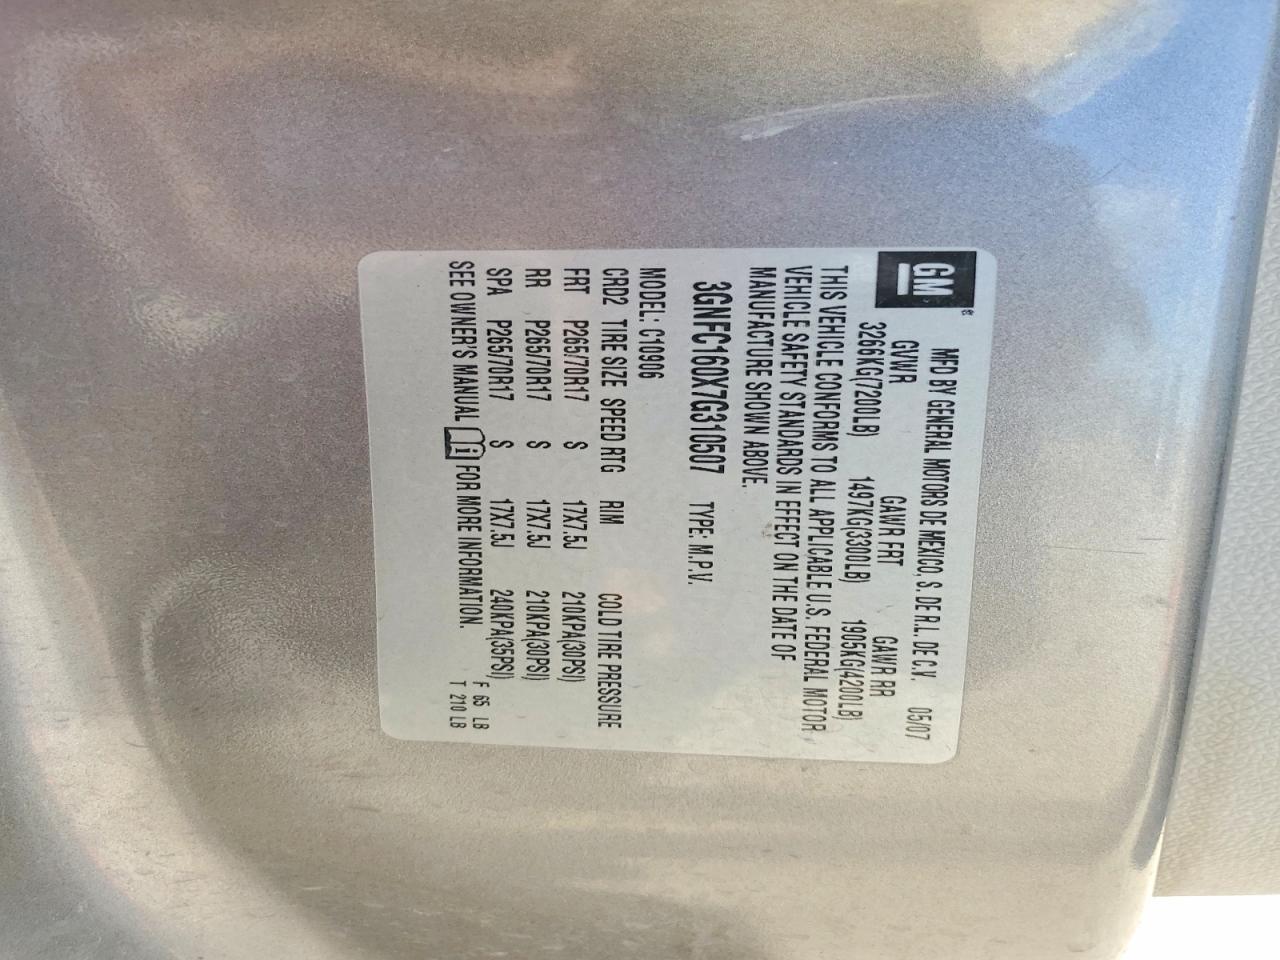 GM®
MFD BY GENERAL MOTORS DE MEXICO, S. DE R.L. DE C.V. 05/07
GVWR GAWR FRT GAWR RR
3266KG(7200LB) 1497KG(3300LB) 1905KG(4200LB)
THIS VEHICLE CONFORMS TO ALL APPLICABLE U.S. FEDERAL MOTOR
VEHICLE SAFETY STANDARDS IN EFFECT ON THE DATE OF
MANUFACTURE SHOWN ABOVE.
3GNFC160X7G310507 TYPE: M.P.V.
MODEL: C10906
CRD2 TIRE SIZE SPEED RTG RIM COLD TIRE PRESSURE
FRT P265/70R17 S 17X7.5J 210KPA(30PSI)
RR P265/70R17 S 17X7.5J 210KPA(30PSI)
SPA P265/70R17 S 17X7.5J 240KPA(35PSI)
SEE OWNER'S MANUAL FOR MORE INFORMATION.
F 65 LB
T 210 LB